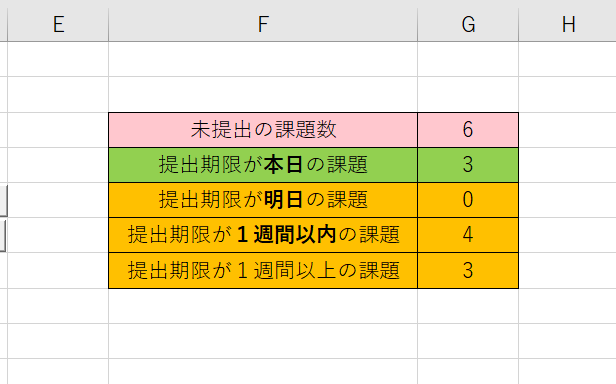 E F G H
未提出の課題数 6
提出期限が本日の課題 3
提出期限が明日の課題 0
提出期限が１週間以内の課題 4
提出期限が１週間以上の課題 3